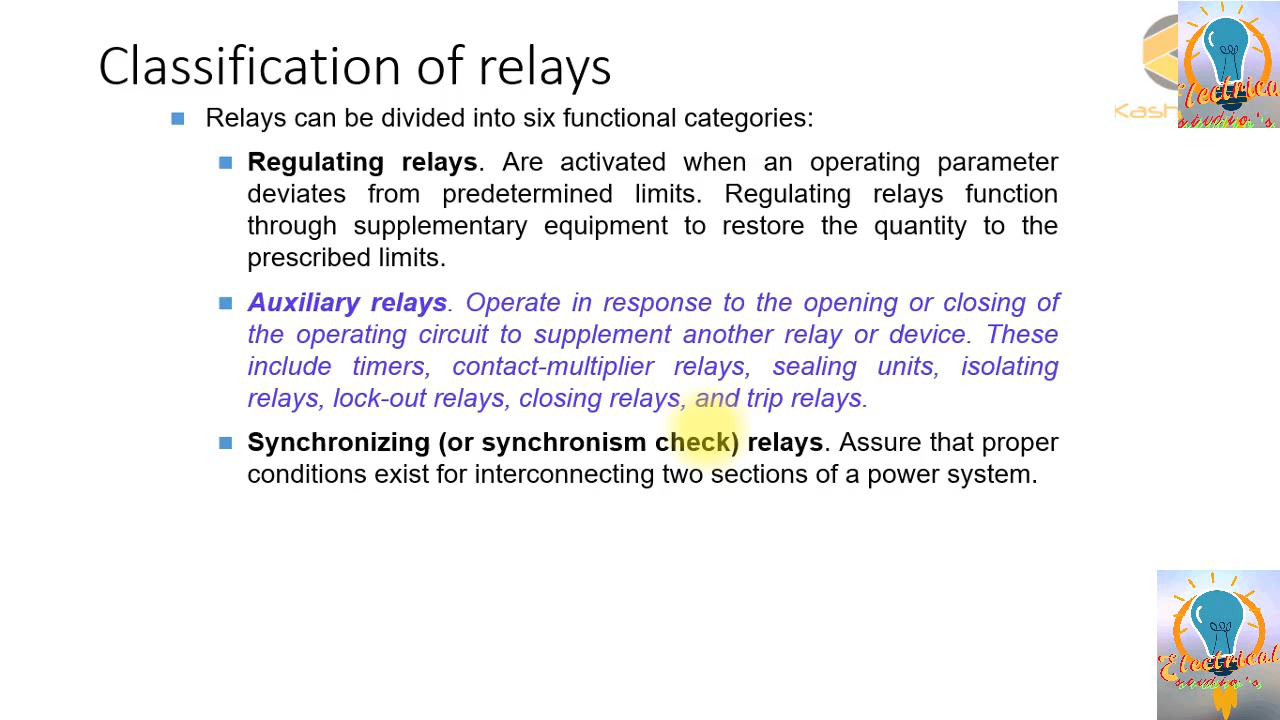 Classification of relays
Relays can be divided into six functional categories:
Regulating relays. Are activated when an operating parameter
deviates from predetermined limits. Regulating relays function
through supplementary equipment to restore the quantity to the
prescribed limits.
Auxiliary relays. Operate in response to the opening or closing of
the operating circuit to supplement another relay or device. These
include timers, contact-multiplier relays, sealing units, isolating
relays, lock-out relays, closing relays, and trip relays.
Synchronizing (or synchronism check) relays. Assure that proper
conditions exist for interconnecting two sections of a power system.
Kash
Electrical
studio's
Electrical
studio's